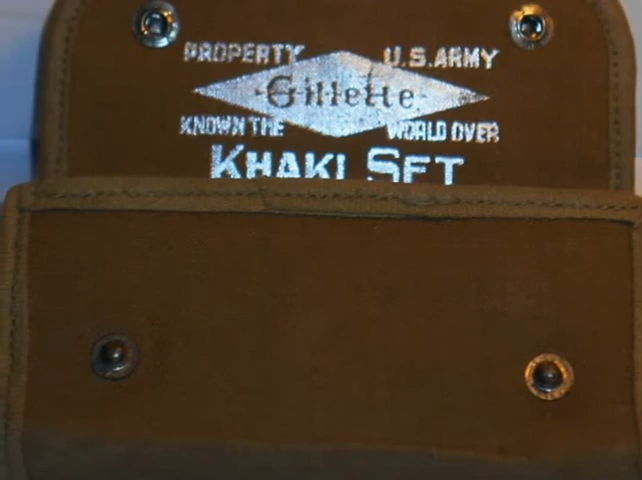 PROPERTY U.S. ARMY
Gillette
KNOWN THE WORLD OVER
KHAKI SET